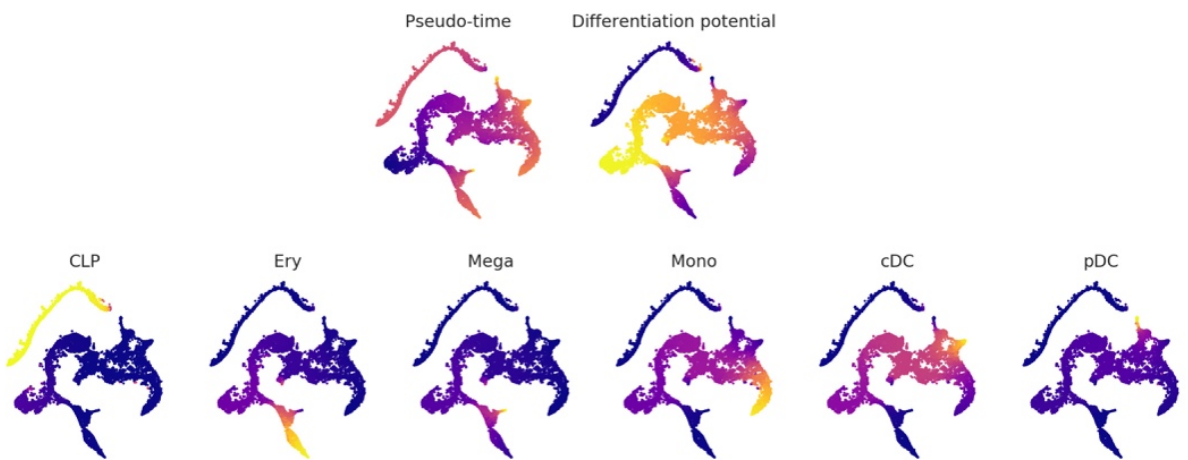 Pseudo-time Differentiation potential
CLP Ery Mega Mono cDC pDC